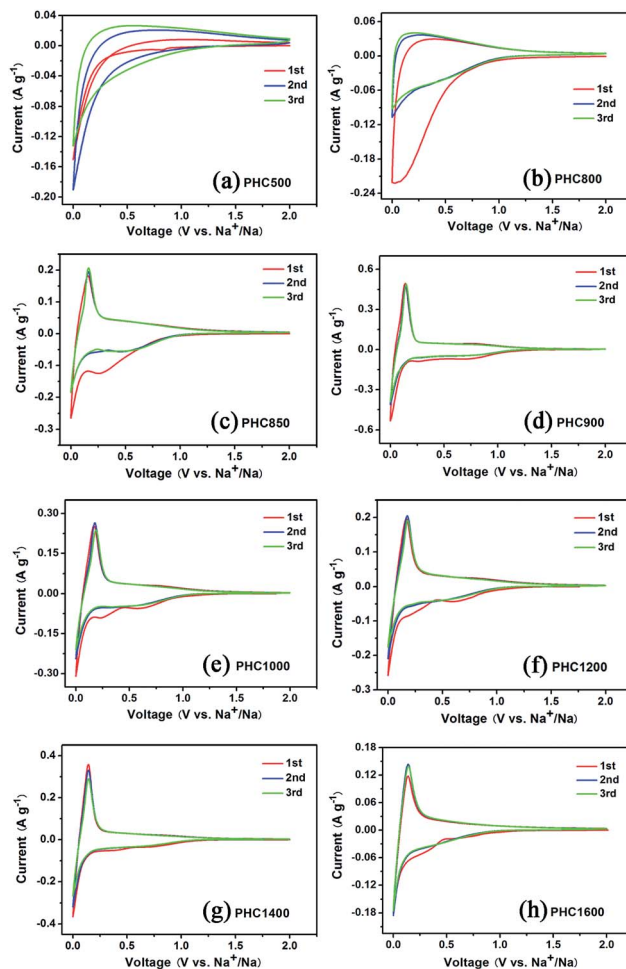 0.00
-0.04
-0.08
-0.12
-0.16
-0.20
Current (A g⁻¹)
1st
2nd
3rd
(a) PHC500
0.0 0.5 1.0 1.5 2.0
Voltage (V vs. Na⁺/Na)
0.08
0.00
-0.08
-0.16
-0.24
Current (A g⁻¹)
1st
2nd
3rd
(b) PHC800
0.0 0.5 1.0 1.5 2.0
Voltage (V vs. Na⁺/Na)
0.2
0.1
0.0
-0.1
-0.2
-0.3
Current (A g⁻¹)
1st
2nd
3rd
(c) PHC850
0.0 0.5 1.0 1.5 2.0
Voltage (V vs. Na⁺/Na)
0.6
0.3
0.0
-0.3
-0.6
Current (A g⁻¹)
1st
2nd
3rd
(d) PHC900
0.0 0.5 1.0 1.5 2.0
Voltage (V vs. Na⁺/Na)
0.30
0.15
0.00
-0.15
-0.30
Current (A g⁻¹)
1st
2nd
3rd
(e) PHC1000
0.0 0.5 1.0 1.5 2.0
Voltage (V vs. Na⁺/Na)
0.2
0.1
0.0
-0.1
-0.2
-0.3
Current (A g⁻¹)
1st
2nd
3rd
(f) PHC1200
0.0 0.5 1.0 1.5 2.0
Voltage (V vs. Na⁺/Na)
0.4
0.2
0.0
-0.2
-0.4
Current (A g⁻¹)
1st
2nd
3rd
(g) PHC1400
0.0 0.5 1.0 1.5 2.0
Voltage (V vs. Na⁺/Na)
0.18
0.12
0.06
0.00
-0.06
-0.12
-0.18
Current (A g⁻¹)
1st
2nd
3rd
(h) PHC1600
0.0 0.5 1.0 1.5 2.0
Voltage (V vs. Na⁺/Na)